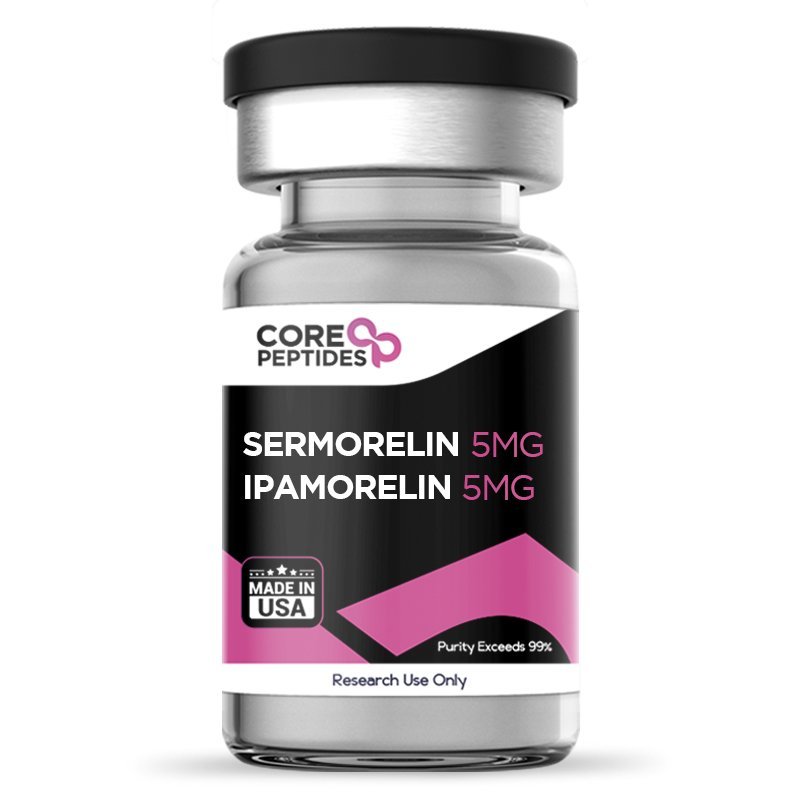 CORE
PEPTIDES
SERMORELIN 5MG
IPAMORELIN 5MG
MADE IN
USA
Purity Exceeds 99%
Research Use Only